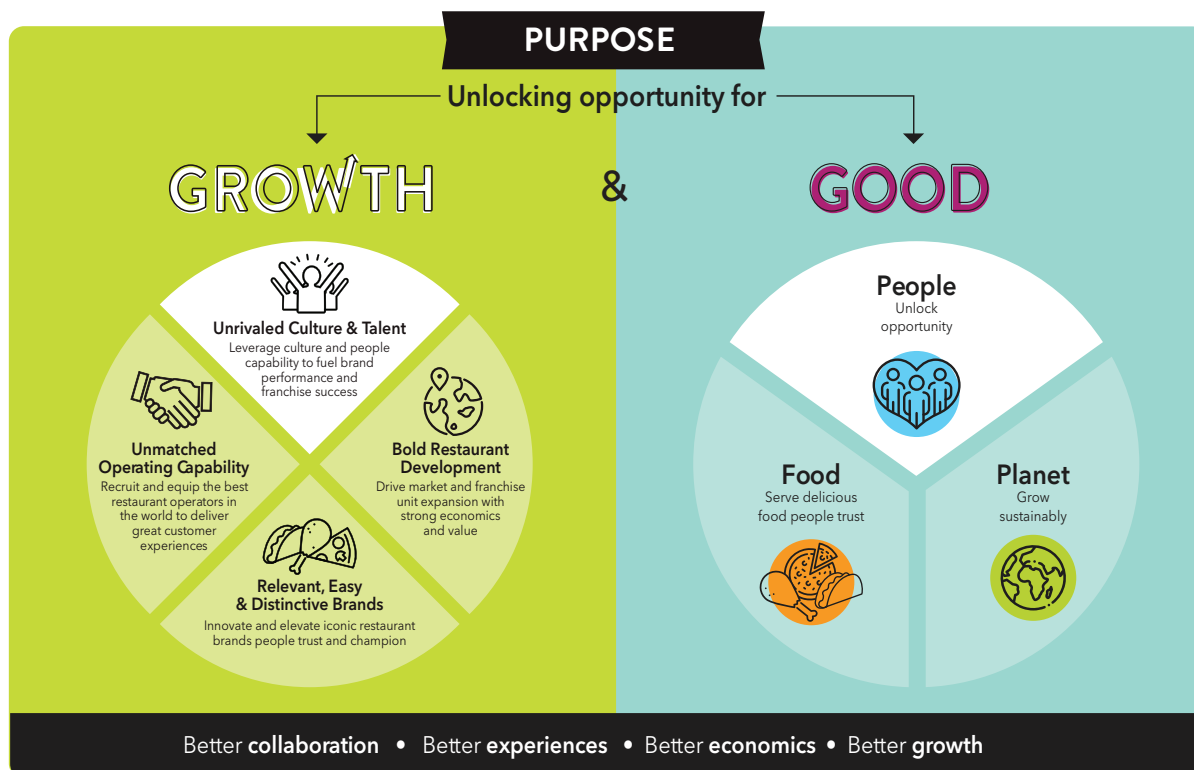 PURPOSE
Unlocking opportunity for
GROWTH
&
GOOD
Unrivaled Culture & Talent
Leverage culture and people
capability to fuel brand
performance and
franchise success
Unmatched
Operating Capability
Recruit and equip the best
restaurant operators in
the world to deliver
great customer
experiences
Bold Restaurant
Development
Drive market and franchise
unit expansion with
strong economics
and value
Relevant, Easy
& Distinctive Brands
Innovate and elevate iconic restaurant
brands people trust and champion
People
Unlock
opportunity
Food
Serve delicious
food people trust
Planet
Grow
sustainably
Better collaboration • Better experiences • Better economics • Better growth